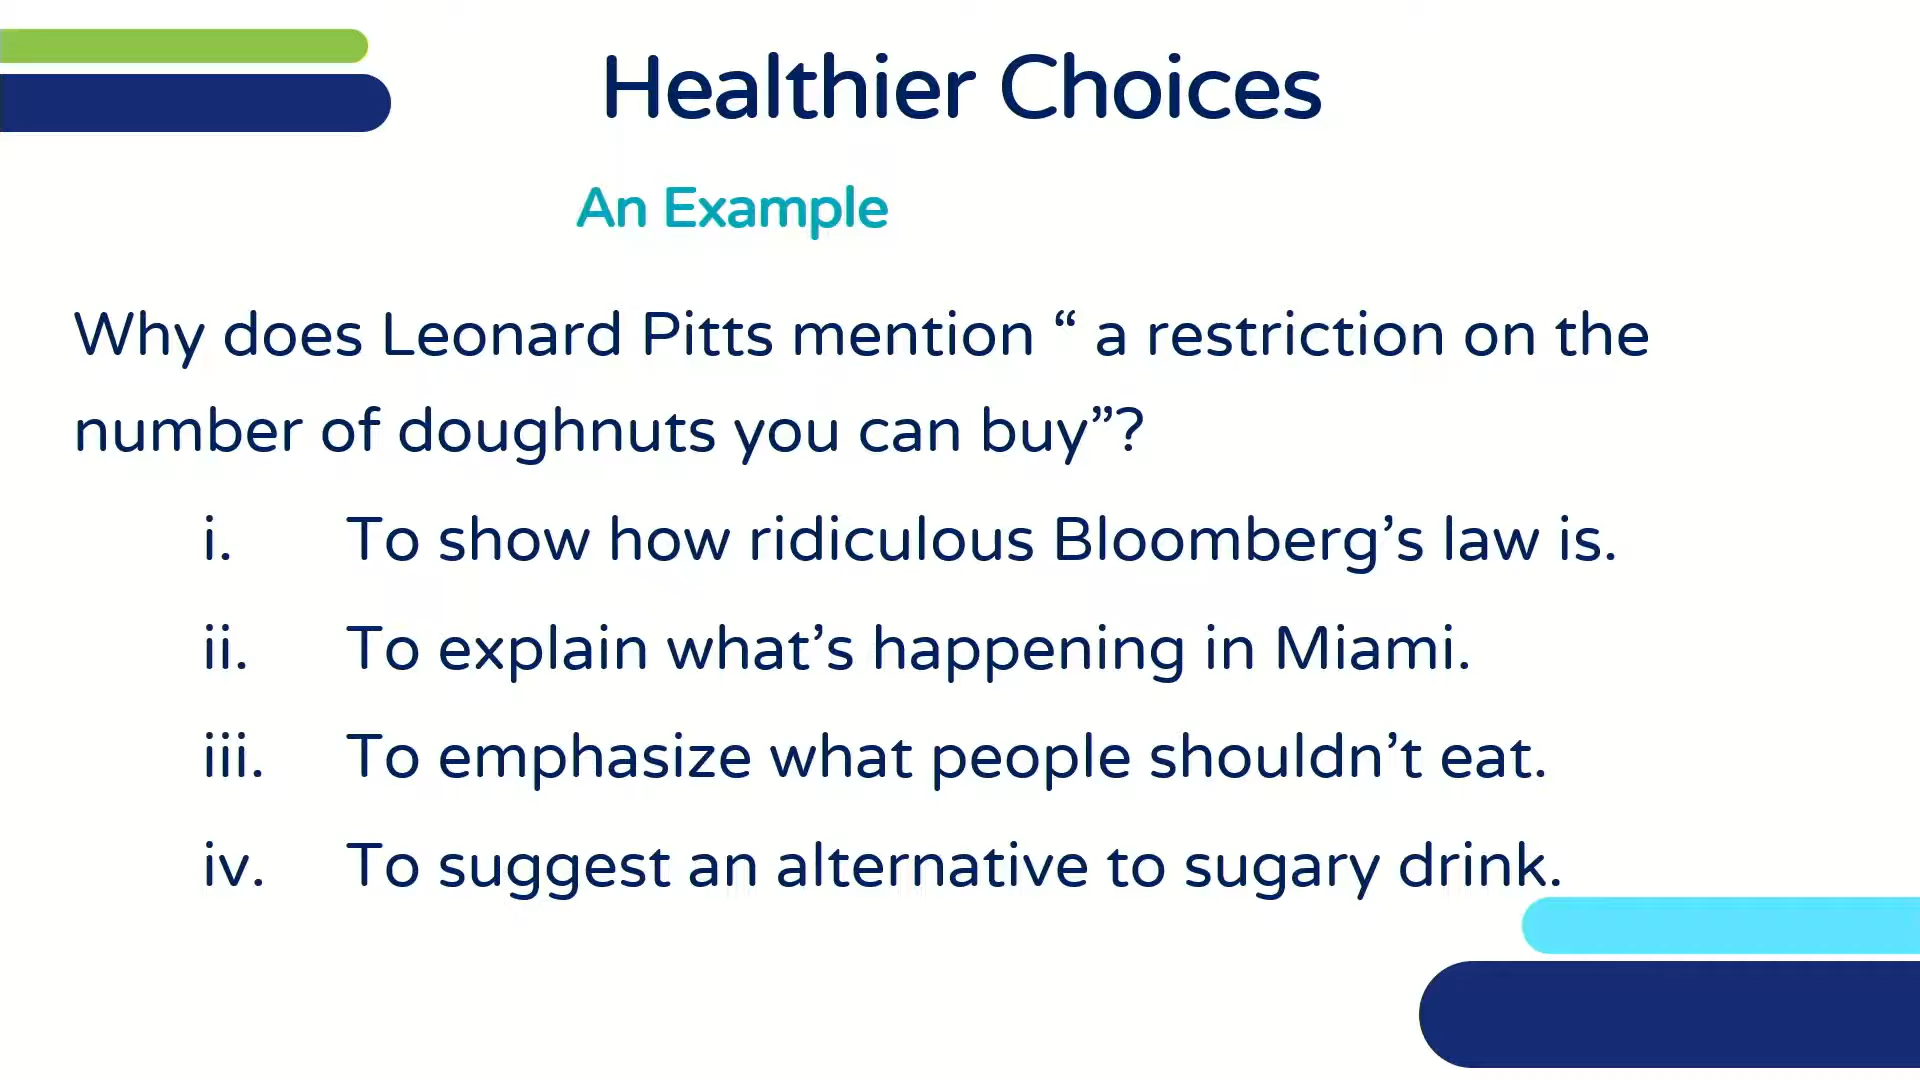 Healthier Choices
An Example
Why does Leonard Pitts mention “ a restriction on the
number of doughnuts you can buy”?
i. To show how ridiculous Bloomberg’s law is.
ii. To explain what’s happening in Miami.
iii. To emphasize what people shouldn’t eat.
iv. To suggest an alternative to sugary drink.